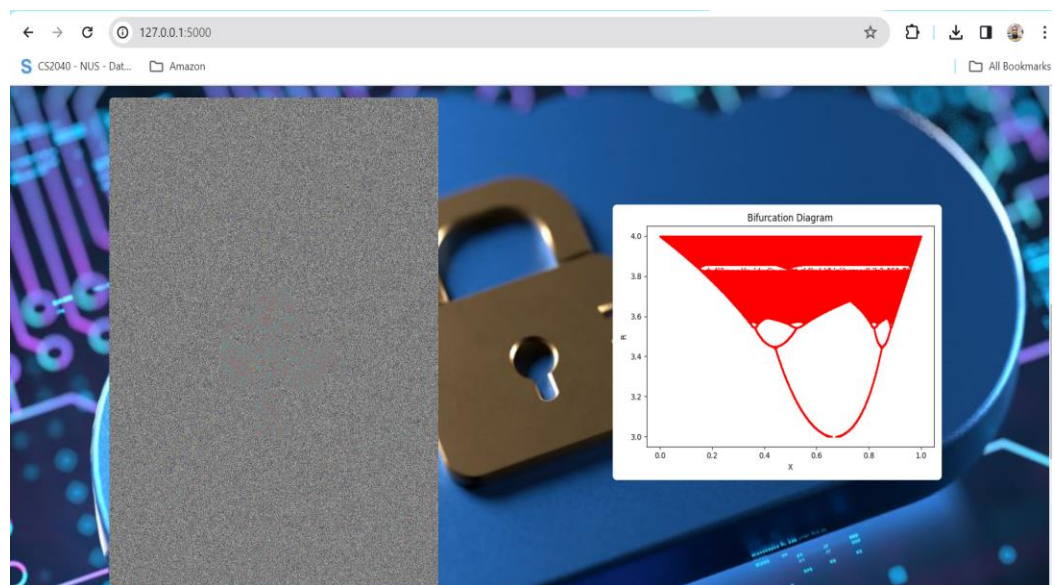 127.0.0.1:5000
CS2040 - NUS - Dat... Amazon All Bookmarks
Bifurcation Diagram
4.0
3.8
3.6
R
3.4
3.2
3.0
0.0 0.2 0.4 0.6 0.8 1.0
X